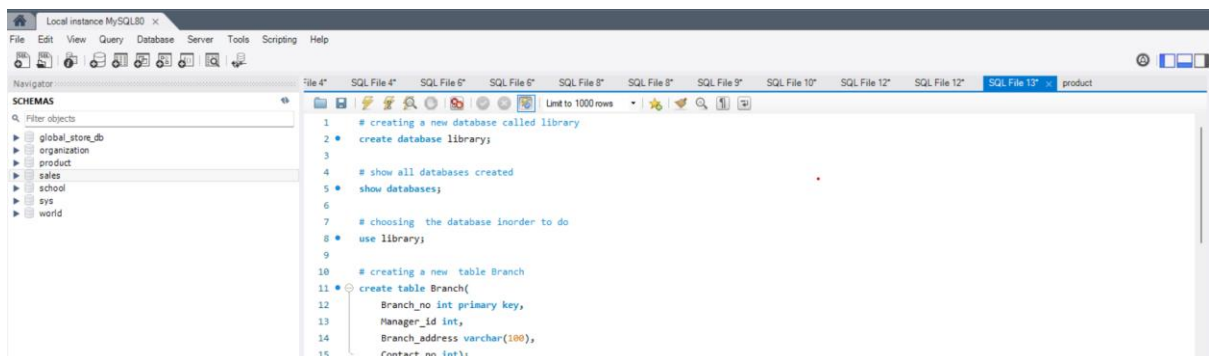 Local instance MySQL80 ×
File Edit View Query Database Server Tools Scripting Help
Navigator
SCHEMAS
Filter objects
global_store_db
organization
product
sales
school
sys
world
File 4* SQL File 4* SQL File 6* SQL File 6* SQL File 8* SQL File 8* SQL File 9* SQL File 10* SQL File 12* SQL File 12* SQL File 13* × product
Limit to 1000 rows
1 # creating a new database called library
2 create database library;
3
4 # show all databases created
5 show databases;
6
7 # choosing the database inorder to do
8 use library;
9
10 # creating a new table Branch
11 create table Branch(
12 Branch_no int primary key,
13 Manager_id int,
14 Branch_address varchar(100),
15 Contact_no int);